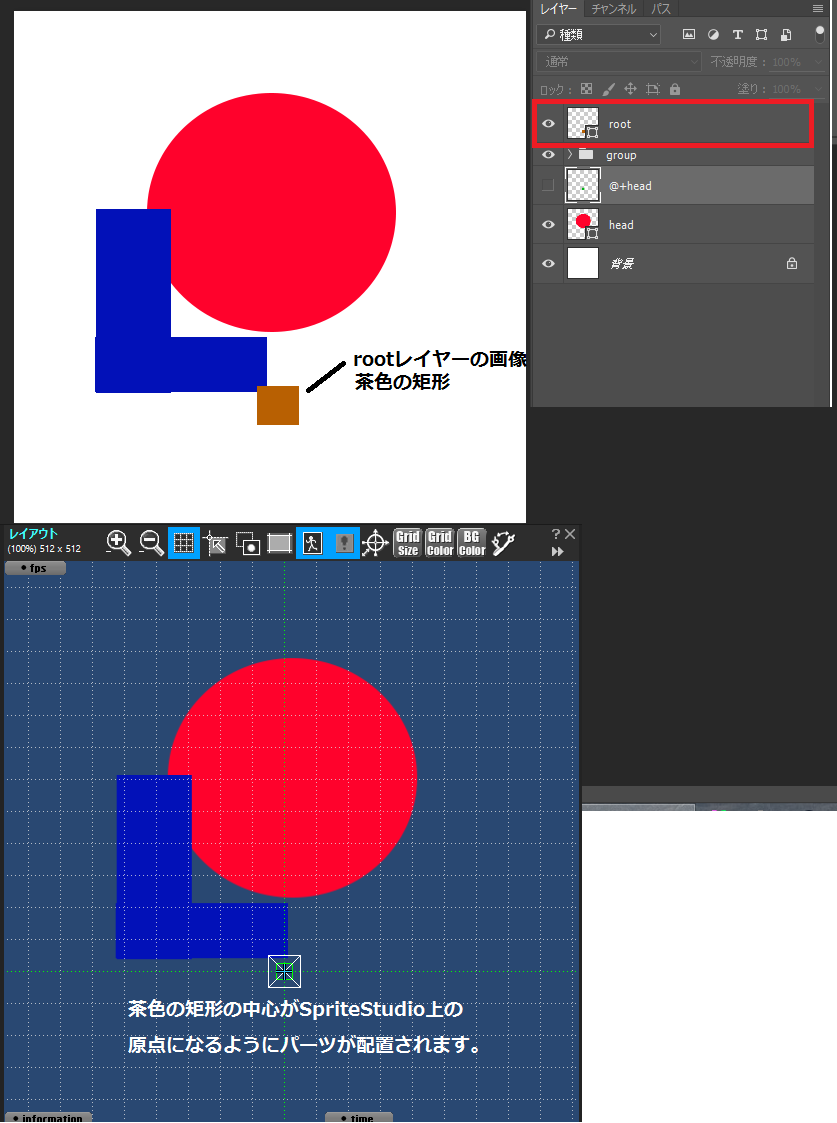 レイヤー チャンネル パス
種類
通常 不透明度： 100%
ロック： 塗り： 100%
root
group
@+head
head
背景
rootレイヤーの画像
茶色の矩形
レイアウト
(100%) 512 x 512
Grid Size
Grid Color
BG Color
fps
茶色の矩形の中心がSpriteStudio上の
原点になるようにパーツが配置されます。
information
time